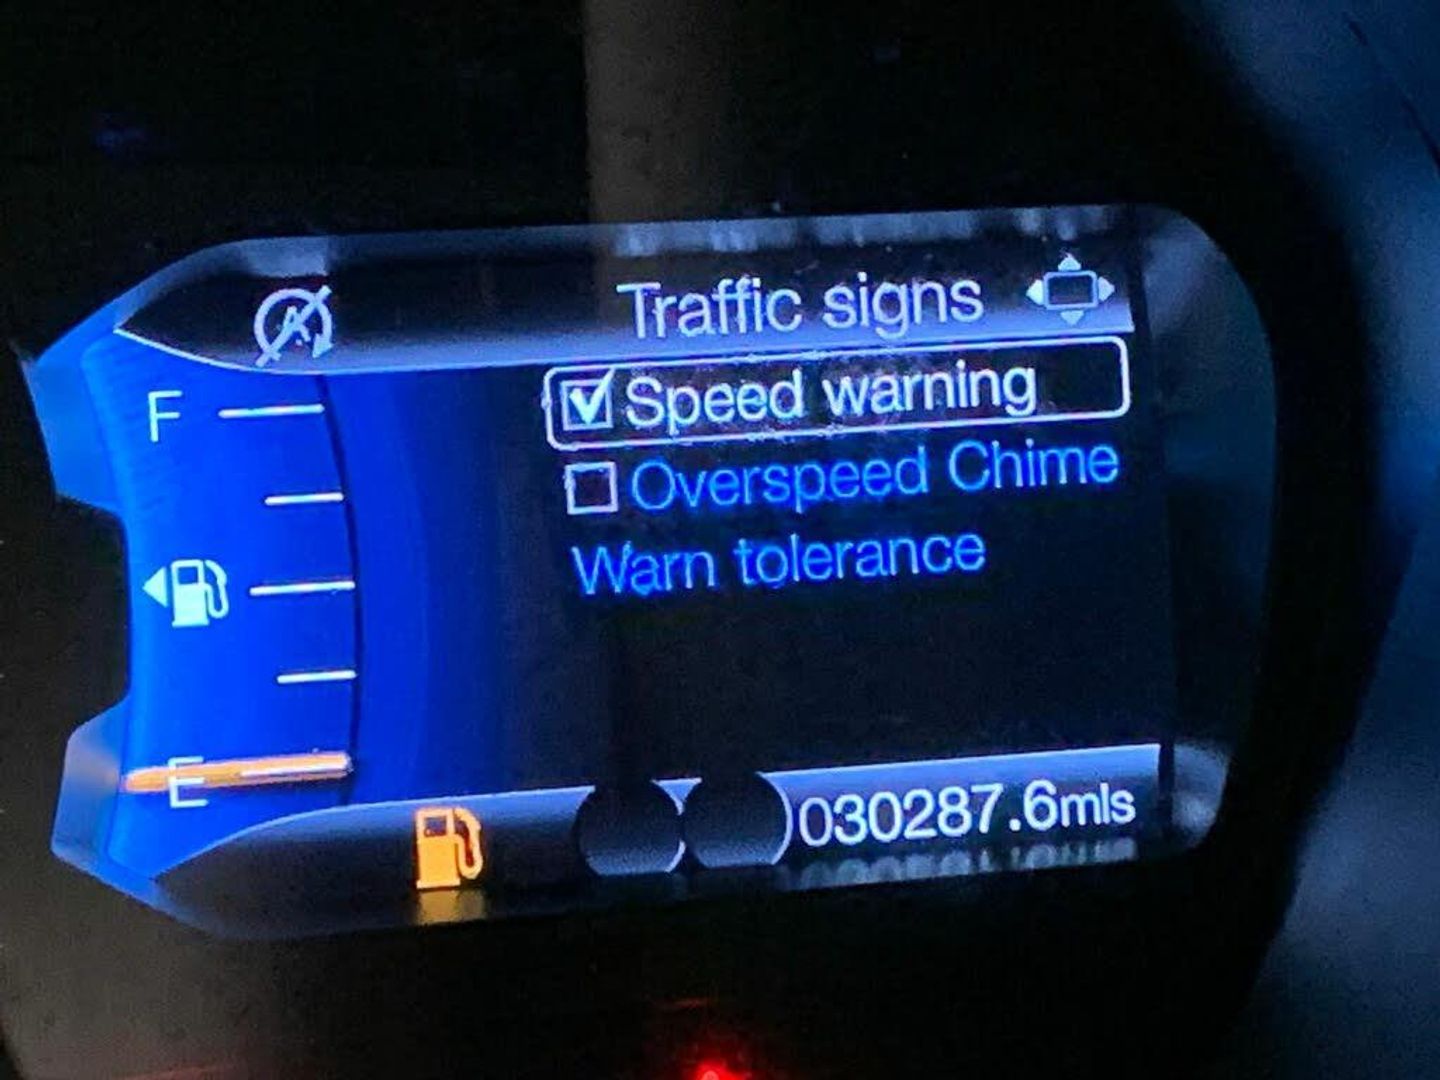 Traffic signs
Speed warning
Overspeed Chime
Warn tolerance
F
E
030287.6mls